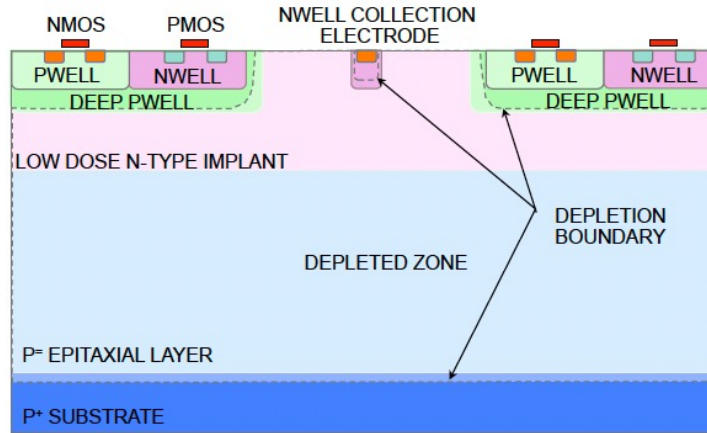 NMOS
PMOS
NWELL COLLECTION
ELECTRODE
PWELL
NWELL
PWELL
NWELL
DEEP PWELL
DEEP PWELL
LOW DOSE N-TYPE IMPLANT
DEPLETION
BOUNDARY
DEPLETED ZONE
P⁼ EPITAXIAL LAYER
P⁺ SUBSTRATE